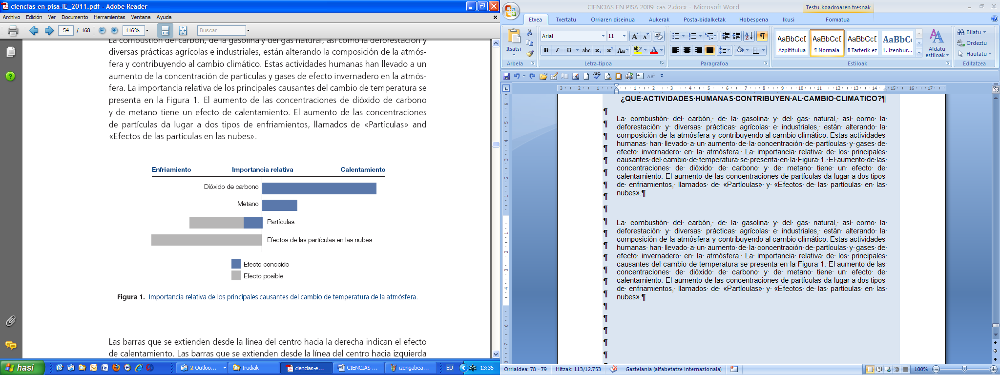 ciencias-en-pisa-IE_2011.pdf - Adobe Reader
Archivo Edición Ver Documento Herramientas Ventana Ayuda
54 / 168 116% Buscar
La combustión del carbón, de la gasolina y del gas natural, así como la deforestación y
diversas prácticas agrícolas e industriales, están alterando la composición de la atmós-
fera y contribuyendo al cambio climático. Estas actividades humanas han llevado a un
aumento de la concentración de partículas y gases de efecto invernadero en la atmós-
fera. La importancia relativa de los principales causantes del cambio de temperatura se
presenta en la Figura 1. El aumento de las concentraciones de dióxido de carbono
y de metano tiene un efecto de calentamiento. El aumento de las concentraciones
de partículas da lugar a dos tipos de enfriamientos, llamados de «Partículas» and
«Efectos de las partículas en las nubes».
Enfriamiento Importancia relativa Calentamiento
Dióxido de carbono
Metano
Partículas
Efectos de las partículas en las nubes
Efecto conocido
Efecto posible
Figura 1. Importancia relativa de los principales causantes del cambio de temperatura de la atmósfera.
Las barras que se extienden desde la línea del centro hacia la derecha indican el efecto
de calentamiento. Las barras que se extienden desde la línea del centro hacia izquierda
hasi 2 Outloo... Irudiak ciencias-e... CIENCIAS ... izengabea... EU 13:35
CIENCIAS EN PISA 2009_cas_2.docx - Microsoft Word Testu-koadroaren tresnak
Etxea Txertatu Orriaren diseinua Aukerak Posta-bidalketak Hobespena Ikusi Formatua
Itsatsi
Arial 11
AaBbCcD AaBbCcD AaBbCcD AaBbCc
Azpititulua ¶ Normala ¶ Tarterik ez 1. izenbur...
Aldatu estiloak
Bilatu
Ordeztu
Hautatu
Arbela Letra-tipoa Paragrafoa Estiloak Editatzea
¿QUE ACTIVIDADES HUMANAS CONTRIBUYEN AL CAMBIO CLIMATICO?¶
La combustión del carbón, de la gasolina y del gas natural, así como la
deforestación y diversas prácticas agrícolas e industriales, están alterando la
composición de la atmósfera y contribuyendo al cambio climático. Estas actividades
humanas han llevado a un aumento de la concentración de partículas y gases de
efecto invernadero en la atmósfera. La importancia relativa de los principales
causantes del cambio de temperatura se presenta en la Figura 1. El aumento de las
concentraciones de dióxido de carbono y de metano tiene un efecto de
calentamiento. El aumento de las concentraciones de partículas da lugar a dos tipos
de enfriamientos, llamados de «Partículas» y «Efectos de las partículas en las
nubes».¶
La combustión del carbón, de la gasolina y del gas natural, así como la
deforestación y diversas prácticas agrícolas e industriales, están alterando la
composición de la atmósfera y contribuyendo al cambio climático. Estas actividades
humanas han llevado a un aumento de la concentración de partículas y gases de
efecto invernadero en la atmósfera. La importancia relativa de los principales
causantes del cambio de temperatura se presenta en la Figura 1. El aumento de las
concentraciones de dióxido de carbono y de metano tiene un efecto de
calentamiento. El aumento de las concentraciones de partículas da lugar a dos tipos
de enfriamientos, llamados de «Partículas» y «Efectos de las partículas en las
nubes».¶
Orrialdea: 78 - 79 Hitzak: 113/12.753 Gaztelania (alfabetatze internazionala) 100%